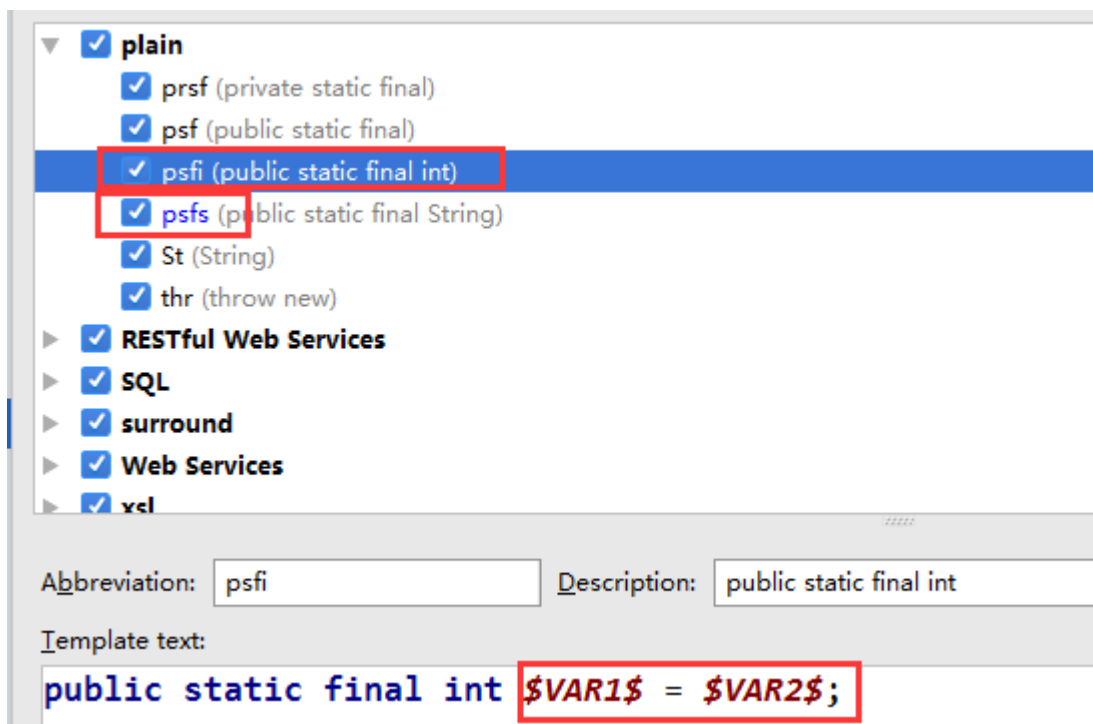 plain
prsf (private static final)
psf (public static final)
psfi (public static final int)
psfs (public static final String)
St (String)
thr (throw new)
RESTful Web Services
SQL
surround
Web Services
xsl
Abbreviation: psfi Description: public static final int
Template text:
public static final int $VAR1$ = $VAR2$;